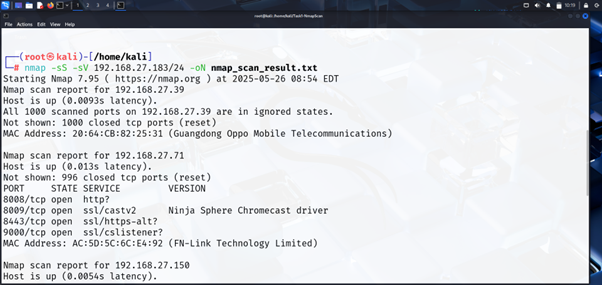 1 2 3 4
10:19
root@kali: /home/kali/Task1-NmapScan
File Actions Edit View Help
(root㉿kali)-[/home/kali]
# nmap -sS -sV 192.168.27.183/24 -oN nmap_scan_result.txt
Starting Nmap 7.95 ( https://nmap.org ) at 2025-05-26 08:54 EDT
Nmap scan report for 192.168.27.39
Host is up (0.0093s latency).
All 1000 scanned ports on 192.168.27.39 are in ignored states.
Not shown: 1000 closed tcp ports (reset)
MAC Address: 20:64:CB:82:25:31 (Guangdong Oppo Mobile Telecommunications)
Nmap scan report for 192.168.27.71
Host is up (0.013s latency).
Not shown: 996 closed tcp ports (reset)
PORT STATE SERVICE VERSION
8008/tcp open http?
8009/tcp open ssl/castv2 Ninja Sphere Chromecast driver
8443/tcp open ssl/https-alt?
9000/tcp open ssl/cslistener?
MAC Address: AC:5D:5C:6C:E4:92 (FN-Link Technology Limited)
Nmap scan report for 192.168.27.150
Host is up (0.0054s latency).